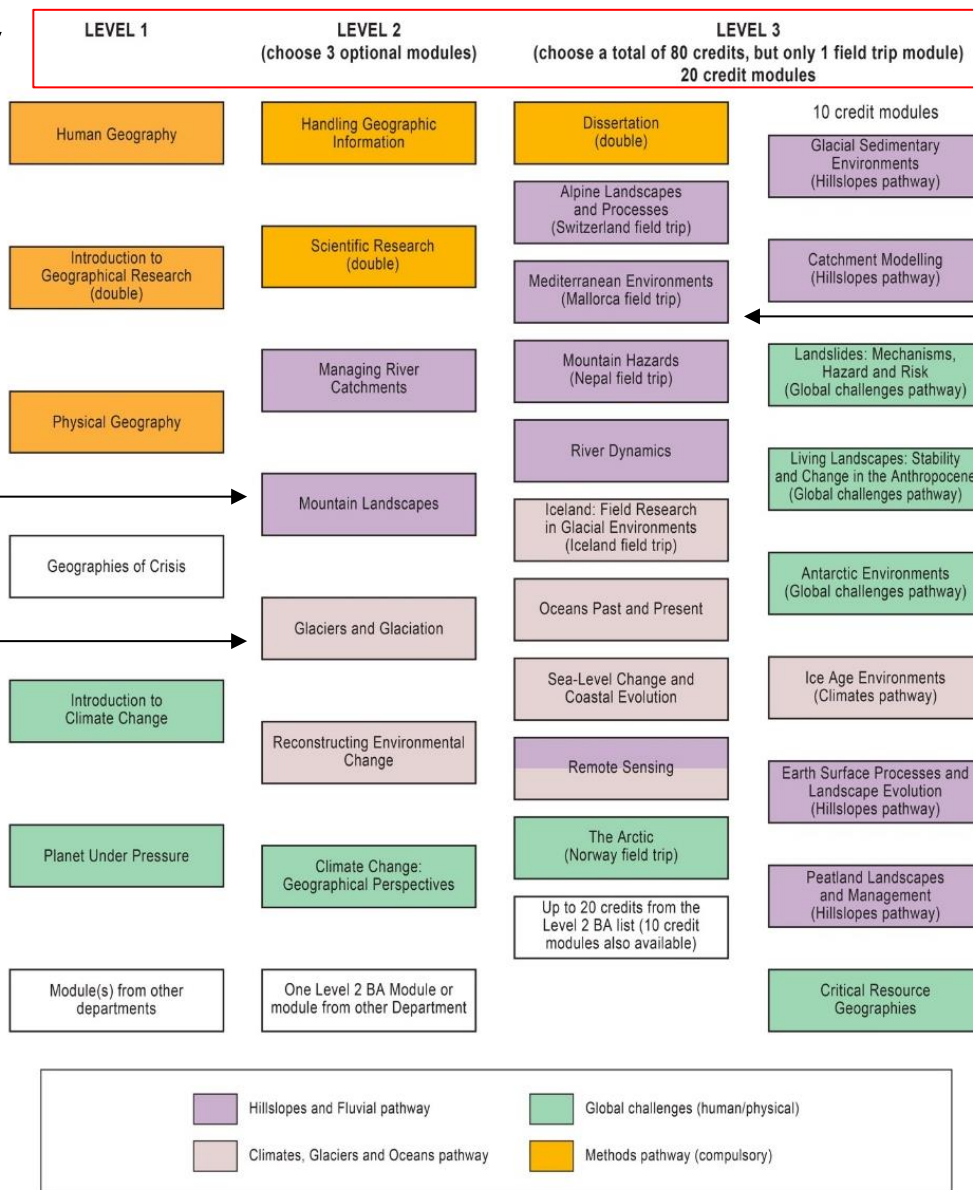 LEVEL 1
LEVEL 2
(choose 3 optional modules)
LEVEL 3
(choose a total of 80 credits, but only 1 field trip module)
20 credit modules
Human Geography
Introduction to
Geographical Research
(double)
Physical Geography
Geographies of Crisis
Introduction to
Climate Change
Planet Under Pressure
Module(s) from other
departments
Handling Geographic
Information
Scientific Research
(double)
Managing River
Catchments
Mountain Landscapes
Glaciers and Glaciation
Reconstructing Environmental
Change
Climate Change:
Geographical Perspectives
One Level 2 BA Module or
module from other Department
Dissertation
(double)
Alpine Landscapes
and Processes
(Switzerland field trip)
Mediterranean Environments
(Mallorca field trip)
Mountain Hazards
(Nepal field trip)
River Dynamics
Iceland: Field Research
in Glacial Environments
(Iceland field trip)
Oceans Past and Present
Sea-Level Change and
Coastal Evolution
Remote Sensing
The Arctic
(Norway field trip)
Up to 20 credits from the
Level 2 BA list (10 credit
modules also available)
10 credit modules
Glacial Sedimentary
Environments
(Hillslopes pathway)
Catchment Modelling
(Hillslopes pathway)
Landslides: Mechanisms,
Hazard and Risk
(Global challenges pathway)
Living Landscapes: Stability
and Change in the Anthropocene
(Global challenges pathway)
Antarctic Environments
(Global challenges pathway)
Ice Age Environments
(Climates pathway)
Earth Surface Processes and
Landscape Evolution
(Hillslopes pathway)
Peatland Landscapes
and Management
(Hillslopes pathway)
Critical Resource
Geographies
Hillslopes and Fluvial pathway
Global challenges (human/physical)
Climates, Glaciers and Oceans pathway
Methods pathway (compulsory)